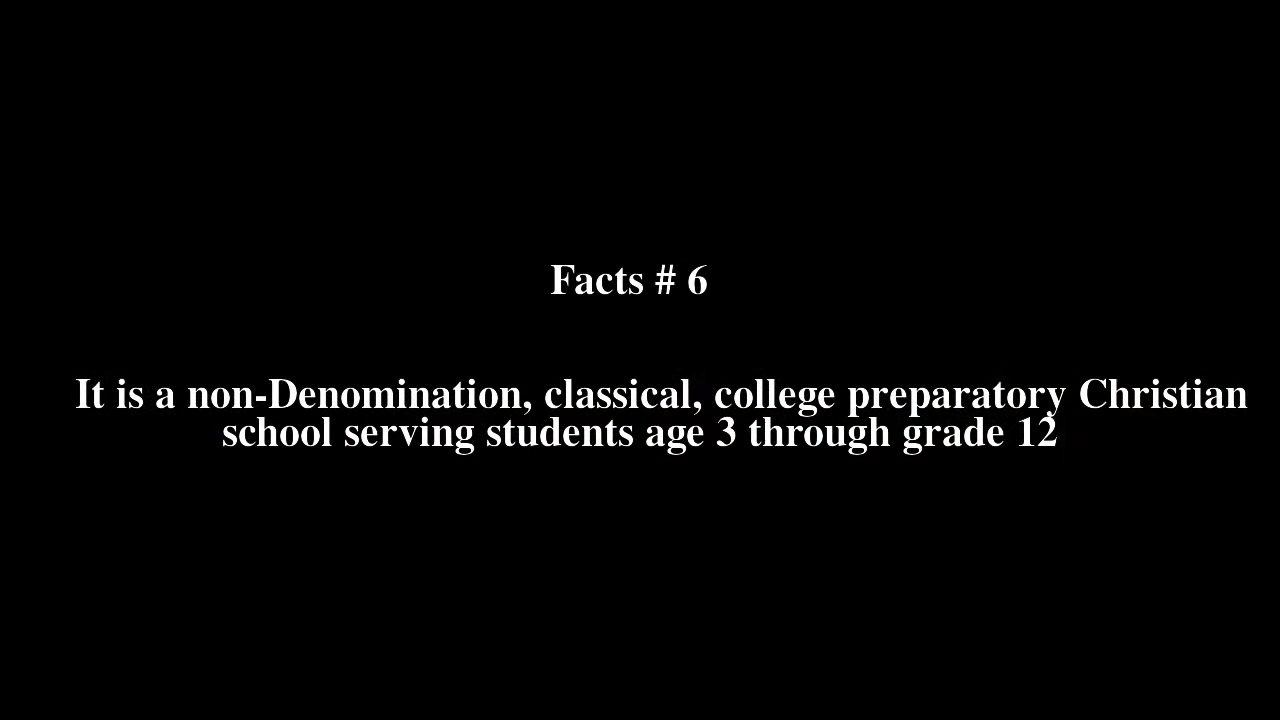 Facts # 6
It is a non-Denomination, classical, college preparatory Christian
school serving students age 3 through grade 12